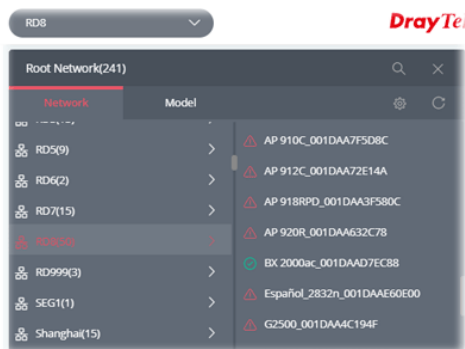 RD8
DrayTe
Root Network(241)
Network
Model
RD5(9)
RD6(2)
RD7(15)
RD999(3)
SEG1(1)
Shanghai(15)
AP 910C_001DAA7F5D8C
AP 912C_001DAA72E14A
AP 918RPD_001DAA3F580C
AP 920R_001DAA632C78
BX 2000ac_001DAAD7EC88
Español_2832n_001DAAE60E00
G2500_001DAA4C194F